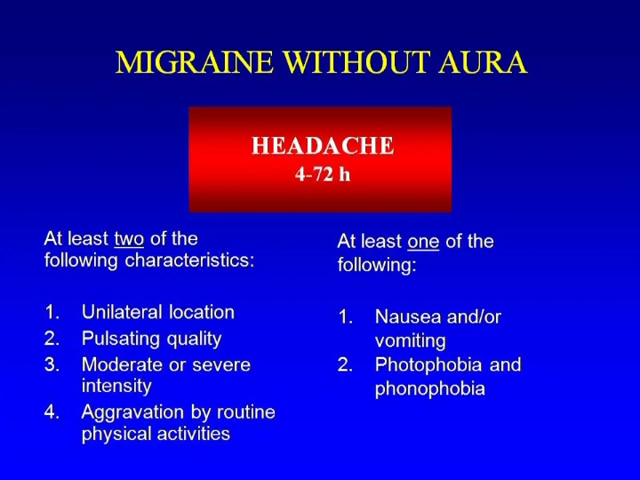 MIGRAINE WITHOUT AURA
HEADACHE
4-72 h
At least two of the
following characteristics:
1. Unilateral location
2. Pulsating quality
3. Moderate or severe
intensity
4. Aggravation by routine
physical activities
At least one of the
following:
1. Nausea and/or
vomiting
2. Photophobia and
phonophobia